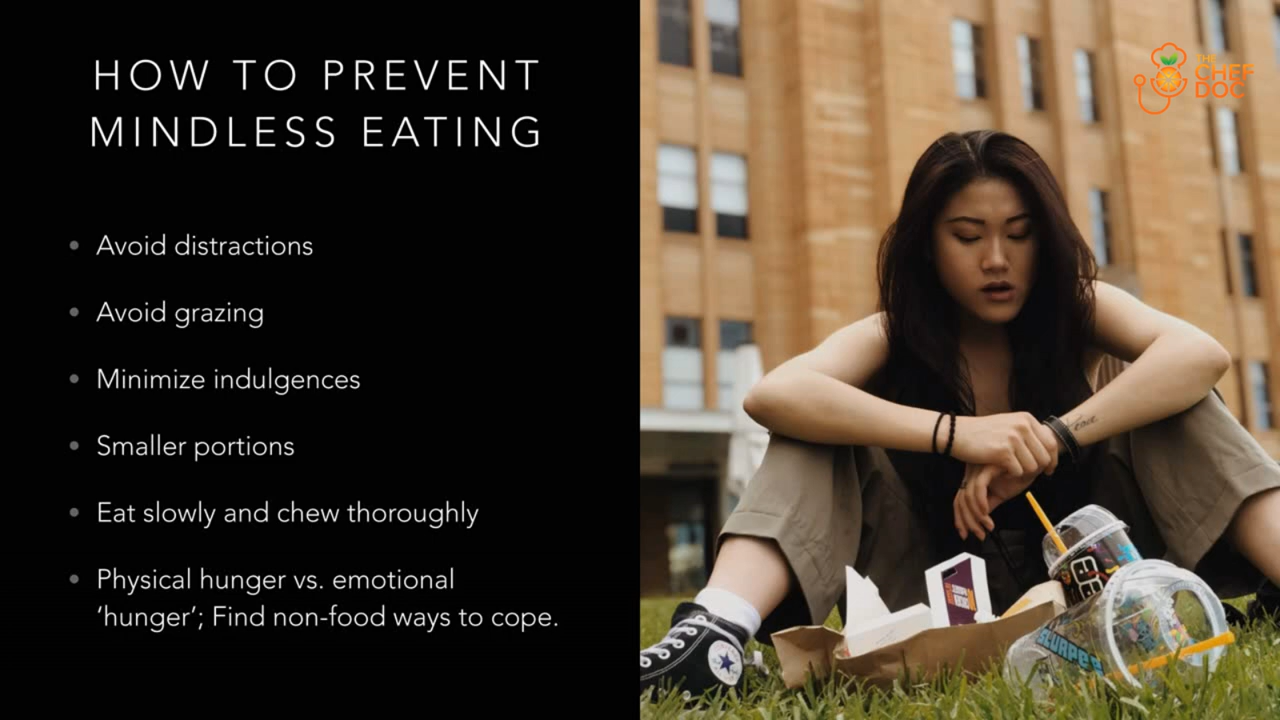 HOW TO PREVENT
MINDLESS EATING
• Avoid distractions
• Avoid grazing
• Minimize indulgences
• Smaller portions
• Eat slowly and chew thoroughly
• Physical hunger vs. emotional
‘hunger’; Find non-food ways to cope.
THE
CHEF
DOC
SLURPEE